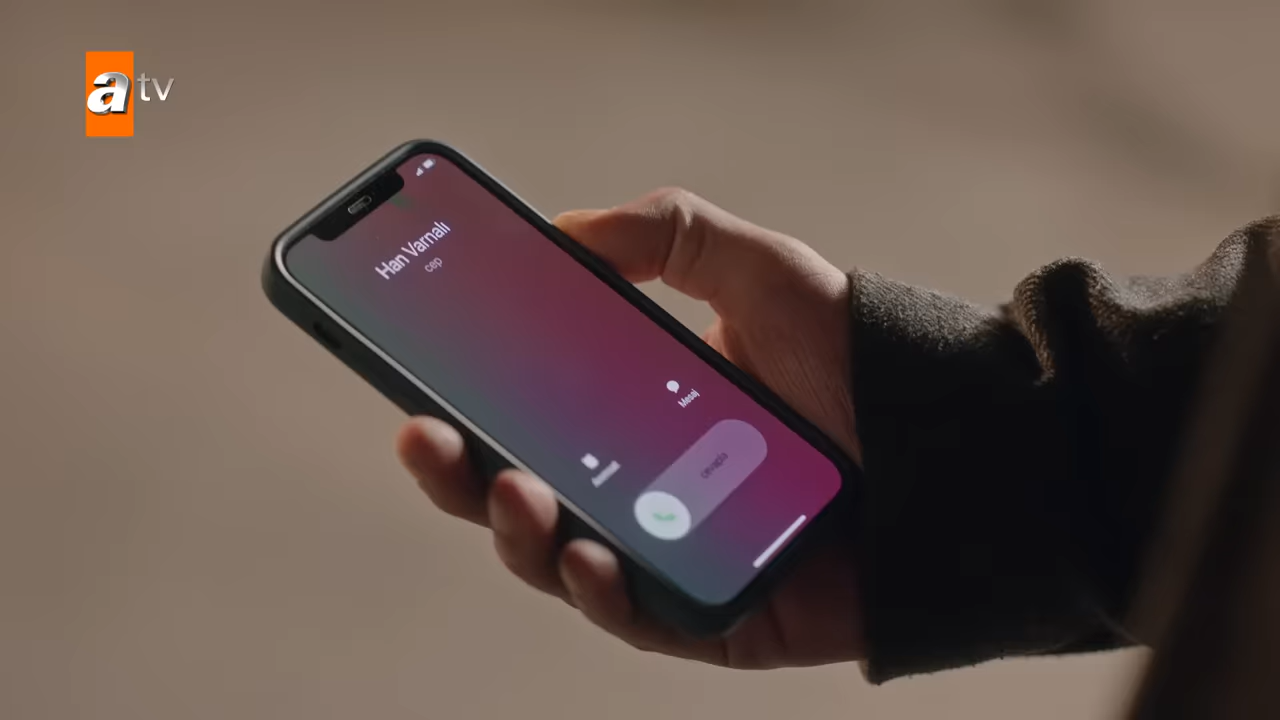 atv
Han Varnalı
cep
Mesaj
Anımsat
cevapla